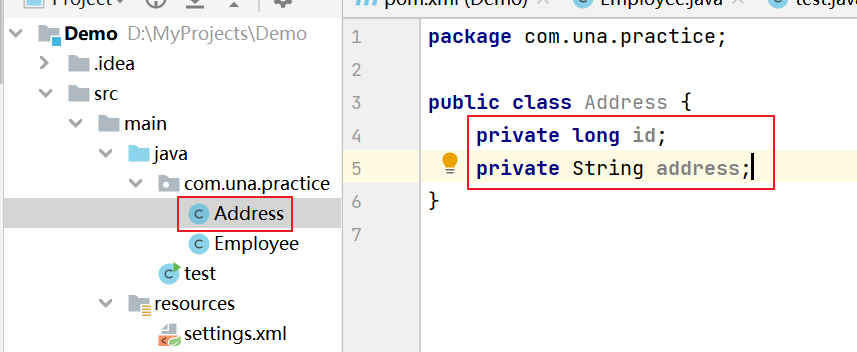 Project
Demo D:\MyProjects\Demo
.idea
src
main
java
com.una.practice
Address
Employee
test
resources
settings.xml
pom.xml (Demo)
Employee.java
test.java
1 package com.una.practice;
2
3 public class Address {
4 private long id;
5 private String address;
6 }
7